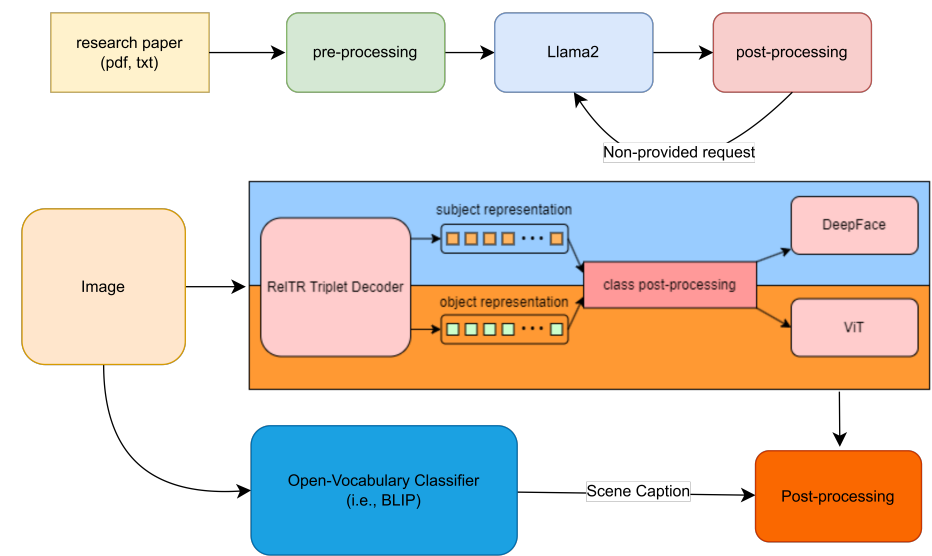 research paper
(pdf, txt)
pre-processing
Llama2
post-processing
Non-provided request
Image
RelTR Triplet Decoder
subject representation
object representation
class post-processing
DeepFace
ViT
Open-Vocabulary Classifier
(i.e., BLIP)
Scene Caption
Post-processing